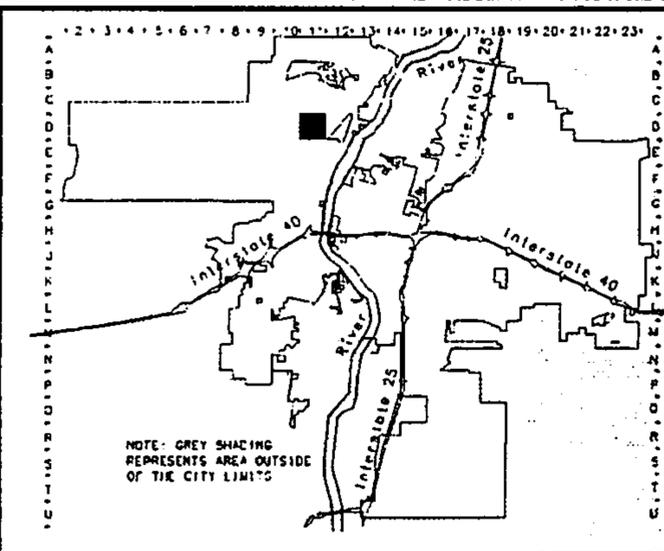 • 2 • 3 • 4 • 5 • 6 • 7 • 8 • 9 • 10 • 11 • 12 • 13 • 14 • 15 • 16 • 17 • 18 • 19 • 20 • 21 • 22 • 23 •
A • B • C • D • E • F • G • H • J • K • L • M • N • P • Q • R • S • T • U
River
Interstate 25
Interstate 40
Interstate 40
River
Interstate 25
NOTE: GREY SHADING
REPRESENTS AREA OUTSIDE
OF THE CITY LIMITS
A • B • C • D • E • F • G • H • J • K • L • M • N • P • Q • R • S • T • U